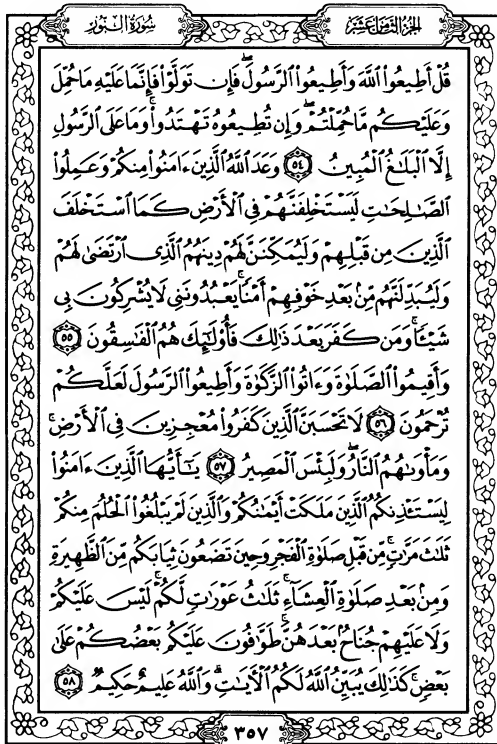 الجزء الثامن عشر
سورة النور
قُلْ أَطِيعُوا۟ ٱللَّهَ وَأَطِيعُوا۟ ٱلرَّسُولَ ۖ فَإِن تَوَلَّوْا۟ فَإِنَّمَا عَلَيْهِ مَا حُمِّلَ
وَعَلَيْكُم مَّا حُمِّلْتُمْ ۖ وَإِن تُطِيعُوهُ تَهْتَدُوا۟ ۚ وَمَا عَلَى ٱلرَّسُولِ
إِلَّا ٱلْبَلَـٰغُ ٱلْمُبِينُ ٥٤ وَعَدَ ٱللَّهُ ٱلَّذِينَ ءَامَنُوا۟ مِنكُمْ وَعَمِلُوا۟
ٱلصَّـٰلِحَـٰتِ لَيَسْتَخْلِفَنَّهُمْ فِى ٱلْأَرْضِ كَمَا ٱسْتَخْلَفَ
ٱلَّذِينَ مِن قَبْلِهِمْ وَلَيُمَكِّنَنَّ لَهُمْ دِينَهُمُ ٱلَّذِى ٱرْتَضَىٰ لَهُمْ
وَلَيُبَدِّلَنَّهُم مِّنۢ بَعْدِ خَوْفِهِمْ أَمْنًا ۚ يَعْبُدُونَنِى لَا يُشْرِكُونَ بِى
شَيْـًٔا ۚ وَمَن كَفَرَ بَعْدَ ذَٰلِكَ فَأُو۟لَـٰٓئِكَ هُمُ ٱلْفَـٰسِقُونَ ٥٥
وَأَقِيمُوا۟ ٱلصَّلَوٰةَ وَءَاتُوا۟ ٱلزَّكَوٰةَ وَأَطِيعُوا۟ ٱلرَّسُولَ لَعَلَّكُمْ
تُرْحَمُونَ ٥٦ لَا تَحْسَبَنَّ ٱلَّذِينَ كَفَرُوا۟ مُعْجِزِينَ فِى ٱلْأَرْضِ ۚ
وَمَأْوَىٰهُمُ ٱلنَّارُ ۖ وَلَبِئْسَ ٱلْمَصِيرُ ٥٧ يَـٰٓأَيُّهَا ٱلَّذِينَ ءَامَنُوا۟
لِيَسْتَـْٔذِنكُمُ ٱلَّذِينَ مَلَكَتْ أَيْمَـٰنُكُمْ وَٱلَّذِينَ لَمْ يَبْلُغُوا۟ ٱلْحُلُمَ مِنكُمْ
ثَلَـٰثَ مَرَّٰتٍ ۚ مِّن قَبْلِ صَلَوٰةِ ٱلْفَجْرِ وَحِينَ تَضَعُونَ ثِيَابَكُم مِّنَ ٱلظَّهِيرَةِ
وَمِنۢ بَعْدِ صَلَوٰةِ ٱلْعِشَآءِ ۚ ثَلَـٰثُ عَوْرَٰتٍ لَّكُمْ ۚ لَيْسَ عَلَيْكُمْ
وَلَا عَلَيْهِمْ جُنَاحٌۢ بَعْدَهُنَّ ۚ طَوَّٰفُونَ عَلَيْكُم بَعْضُكُمْ عَلَىٰ
بَعْضٍ ۚ كَذَٰلِكَ يُبَيِّنُ ٱللَّهُ لَكُمُ ٱلْـَٔايَـٰتِ ۗ وَٱللَّهُ عَلِيمٌ حَكِيمٌ ٥٨
٣٥٧